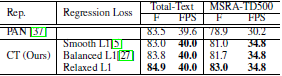 Rep. Regression Loss Total-Text MSRA-TD500
F FPS F FPS
PAN [37] 83.5 39.6 78.9 30.2
CT (Ours) Smooth L1[5] 83.0 40.0 81.0 34.8
Balanced L1[27] 83.8 40.0 81.7 34.8
Relaxed L1 84.9 40.0 83.0 34.8